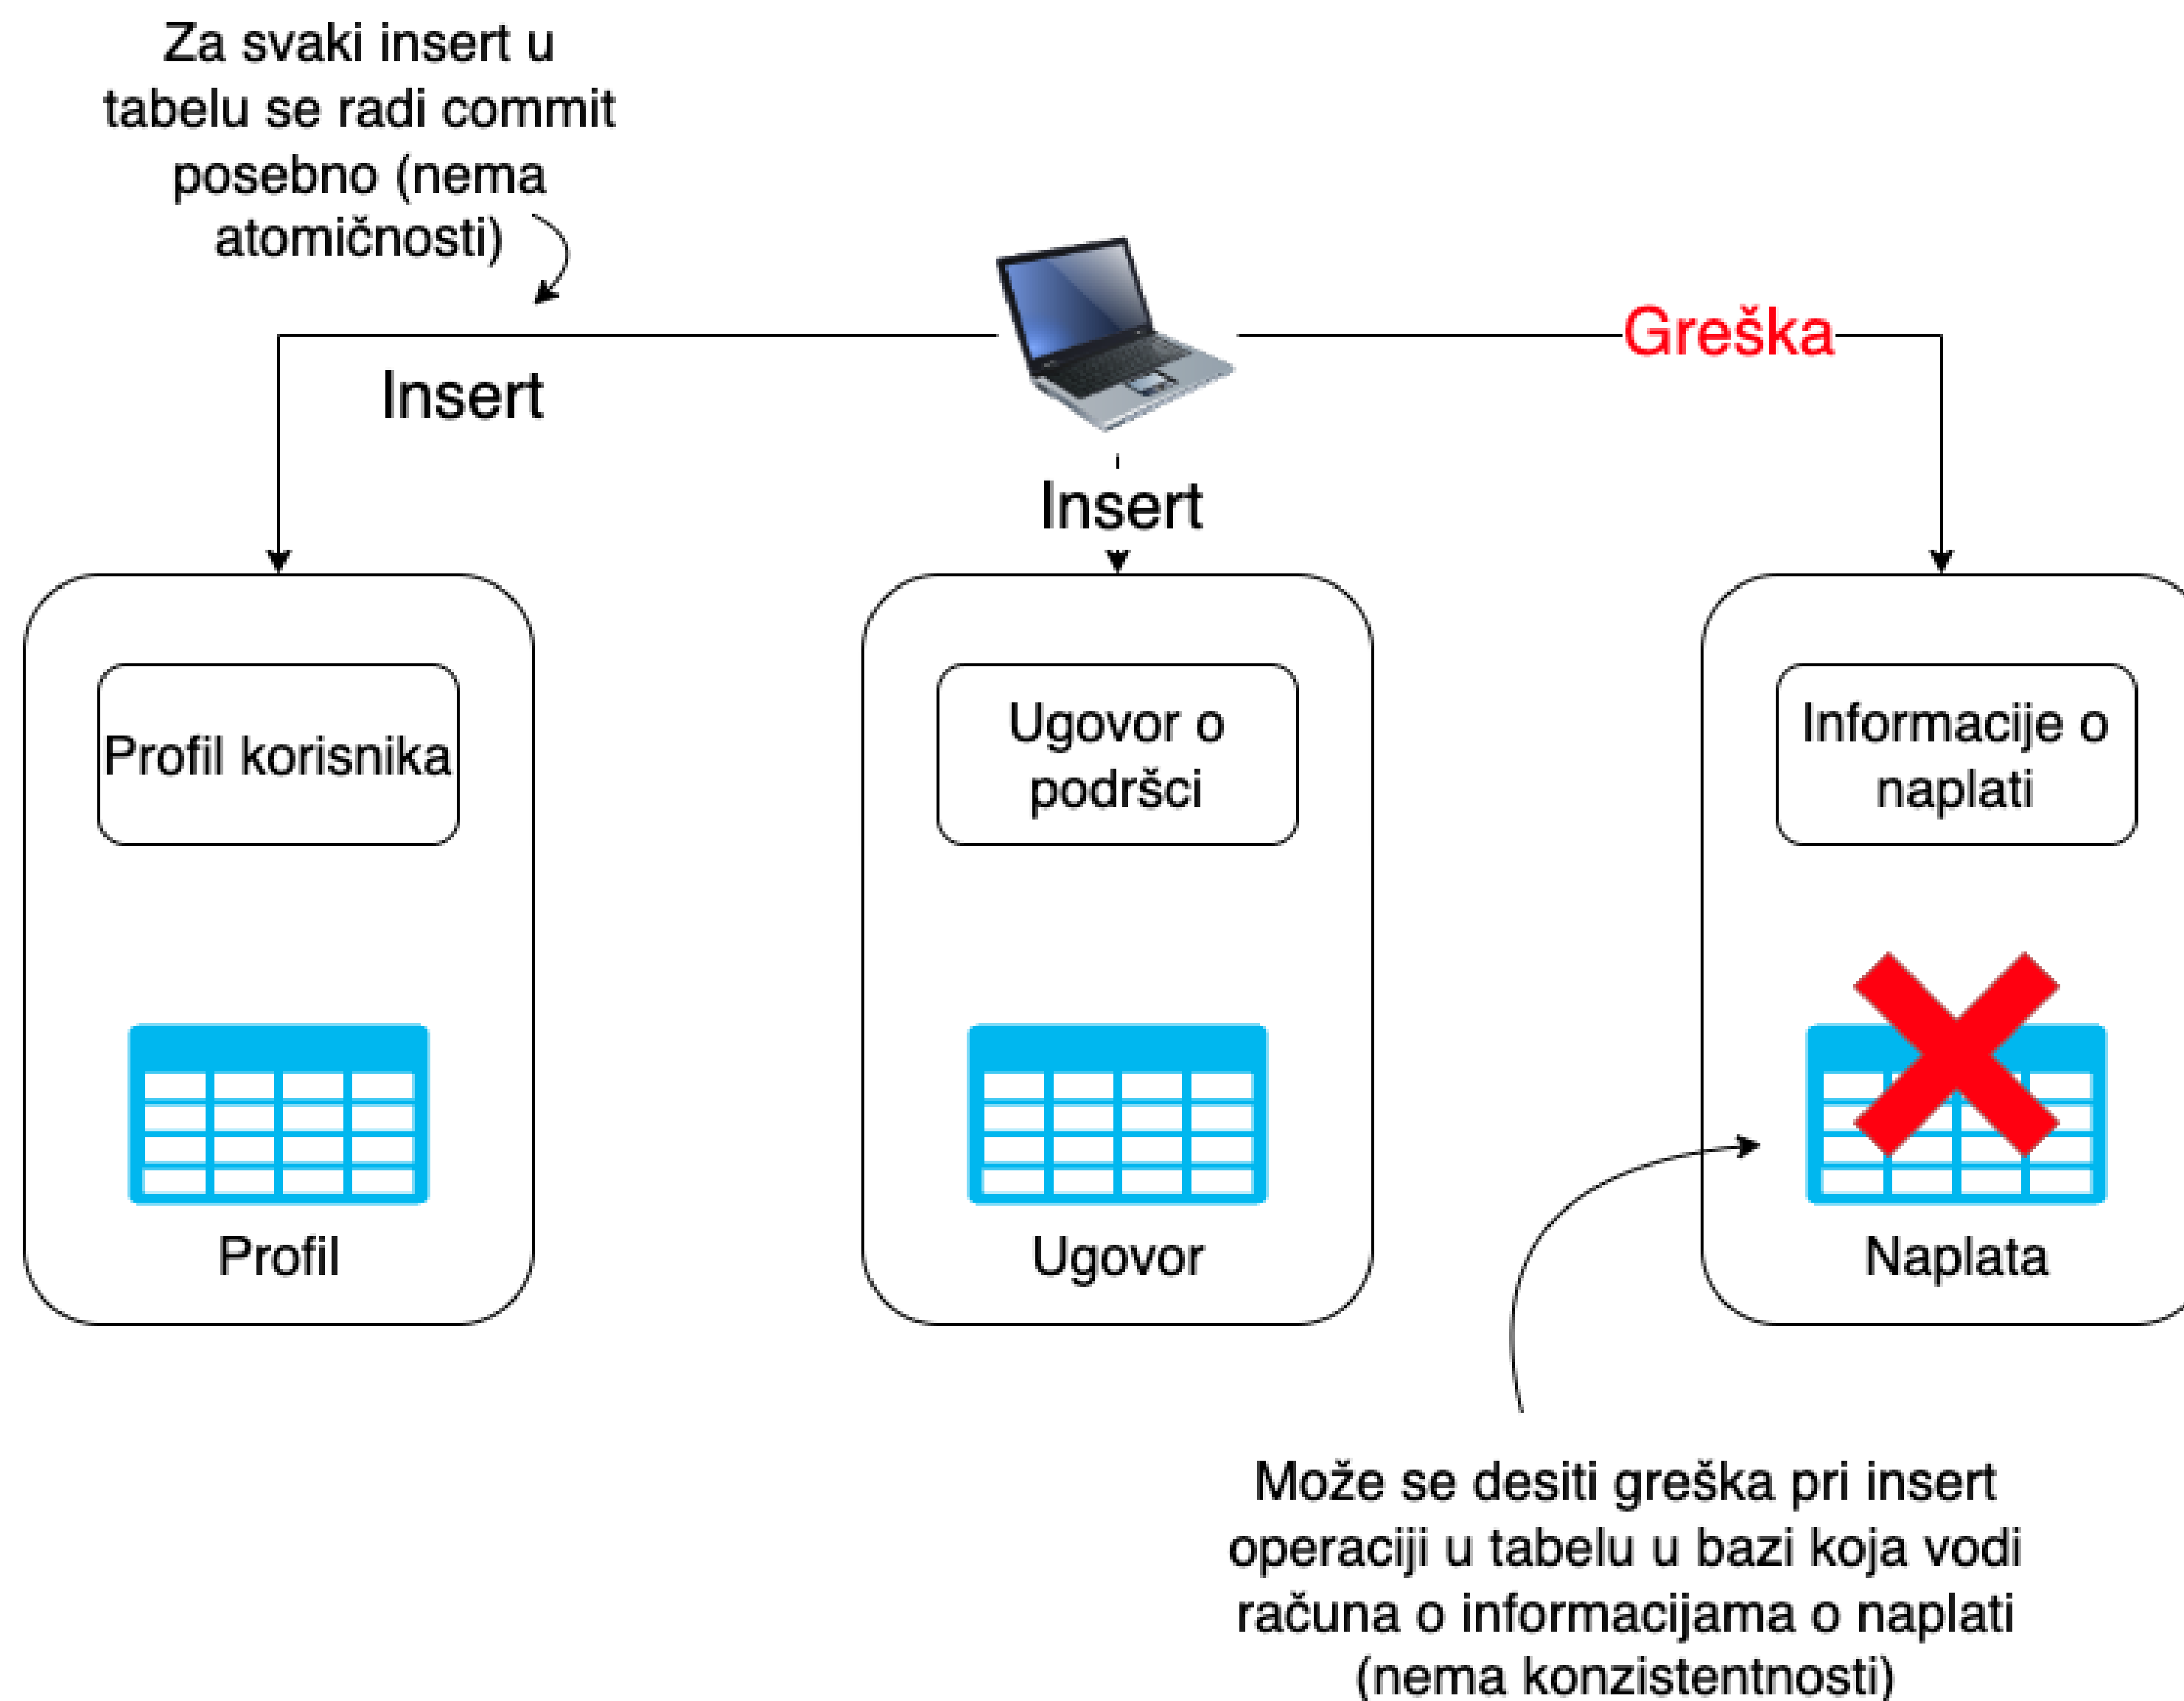 Za svaki insert u
tabelu se radi commit
posebno (nema
atomičnosti)
Greška
Insert
Insert
Profil korisnika
Ugovor o
podršci
Informacije o
naplati
Profil
Ugovor
Naplata
Može se desiti greška pri insert
operaciji u tabelu u bazi koja vodi
računa o informacijama o naplati
(nema konzistentnosti)